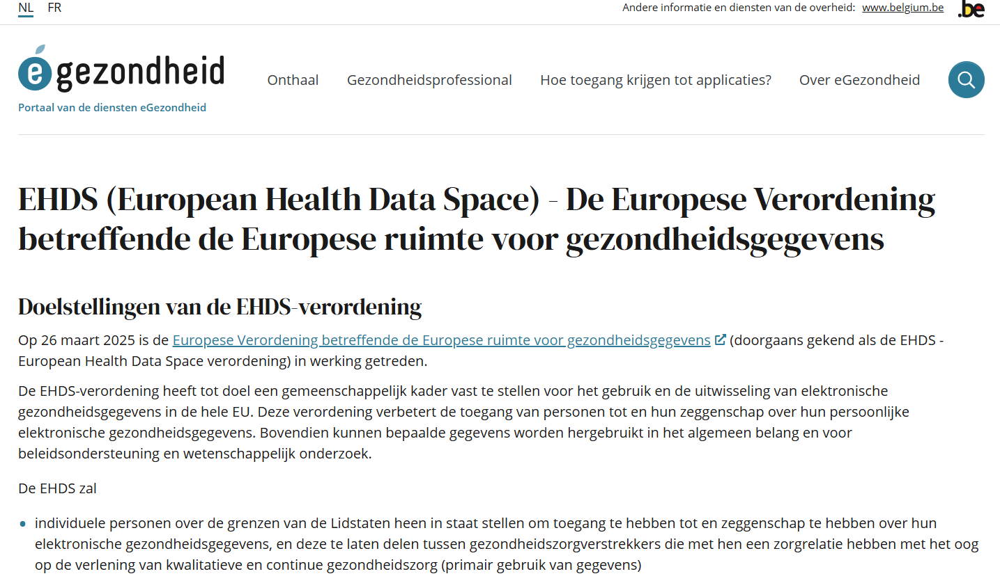 NL FR
Andere informatie en diensten van de overheid: www.belgium.be .be
é gezondheid
Portaal van de diensten eGezondheid
Onthaal Gezondheidsprofessional Hoe toegang krijgen tot applicaties? Over eGezondheid
EHDS (European Health Data Space) - De Europese Verordening
betreffende de Europese ruimte voor gezondheidsgegevens
Doelstellingen van de EHDS-verordening
Op 26 maart 2025 is de Europese Verordening betreffende de Europese ruimte voor gezondheidsgegevens (doorgaans gekend als de EHDS -
European Health Data Space verordening) in werking getreden.
De EHDS-verordening heeft tot doel een gemeenschappelijk kader vast te stellen voor het gebruik en de uitwisseling van elektronische
gezondheidsgegevens in de hele EU. Deze verordening verbetert de toegang van personen tot en hun zeggenschap over hun persoonlijke
elektronische gezondheidsgegevens. Bovendien kunnen bepaalde gegevens worden hergebruikt in het algemeen belang en voor
beleidsondersteuning en wetenschappelijk onderzoek.
De EHDS zal
• individuele personen over de grenzen van de Lidstaten heen in staat stellen om toegang te hebben tot en zeggenschap te hebben over hun
elektronische gezondheidsgegevens, en deze te laten delen tussen gezondheidszorgverstrekkers die met hen een zorgrelatie hebben met het oog
op de verlening van kwalitatieve en continue gezondheidszorg (primair gebruik van gegevens)